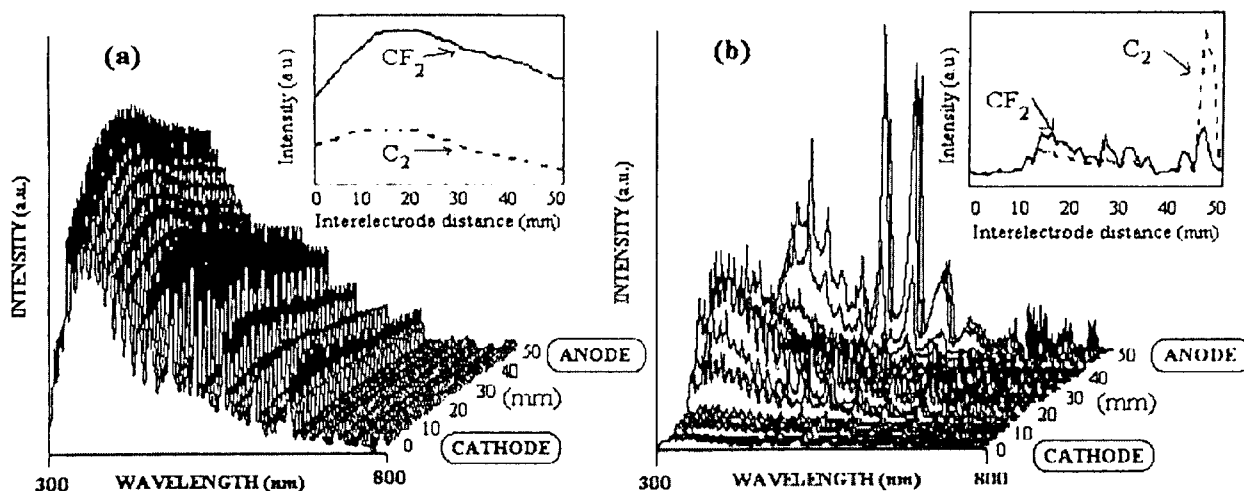 (a)
INTENSITY (a.u.)
Intensity (a.u)
CF2
C2
0 10 20 30 40 50
Interelectrode distance (mm)
50 ANODE
40
30 (mm)
20
10
0 CATHODE
300 WAVELENGTH (nm) 800
(b)
INTENSITY (a.u.)
Intensity (a.u)
C2
CF2
0 10 20 30 40 50
Interelectrode distance (mm)
50 ANODE
40
30 (mm)
20
10
0 CATHODE
300 WAVELENGTH (nm) 800